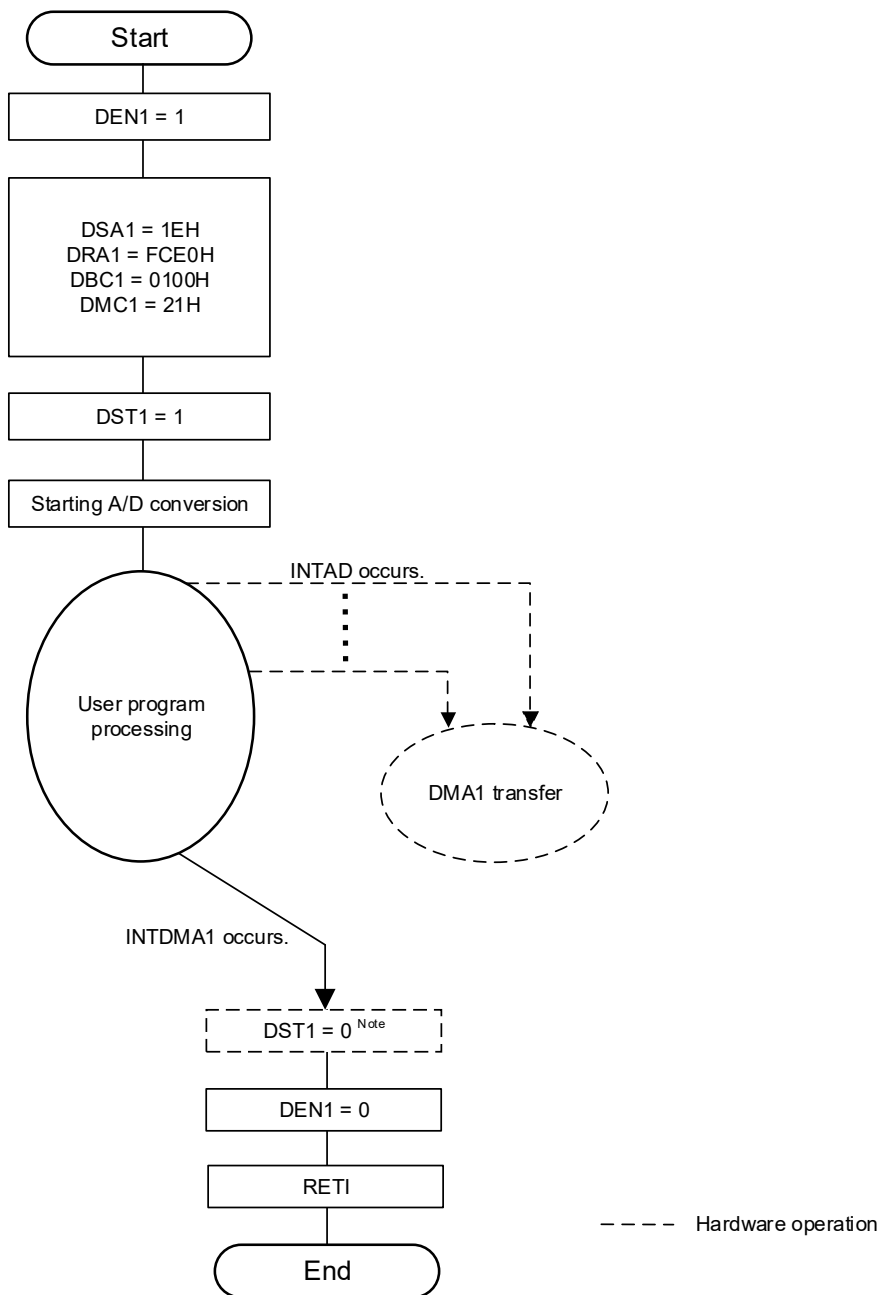 Start
DEN1 = 1
DSA1 = 1EH
DRA1 = FCE0H
DBC1 = 0100H
DMC1 = 21H
DST1 = 1
Starting A/D conversion
INTAD occurs.
User program
processing
DMA1 transfer
INTDMA1 occurs.
DST1 = 0 Note
DEN1 = 0
RETI
Hardware operation
End